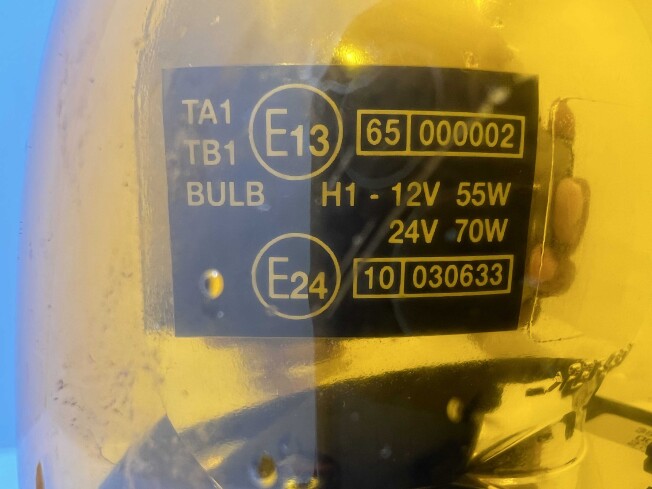 TA1
TB1
E13
65 000002
BULB H1 - 12V 55W
24V 70W
E24
10 030633